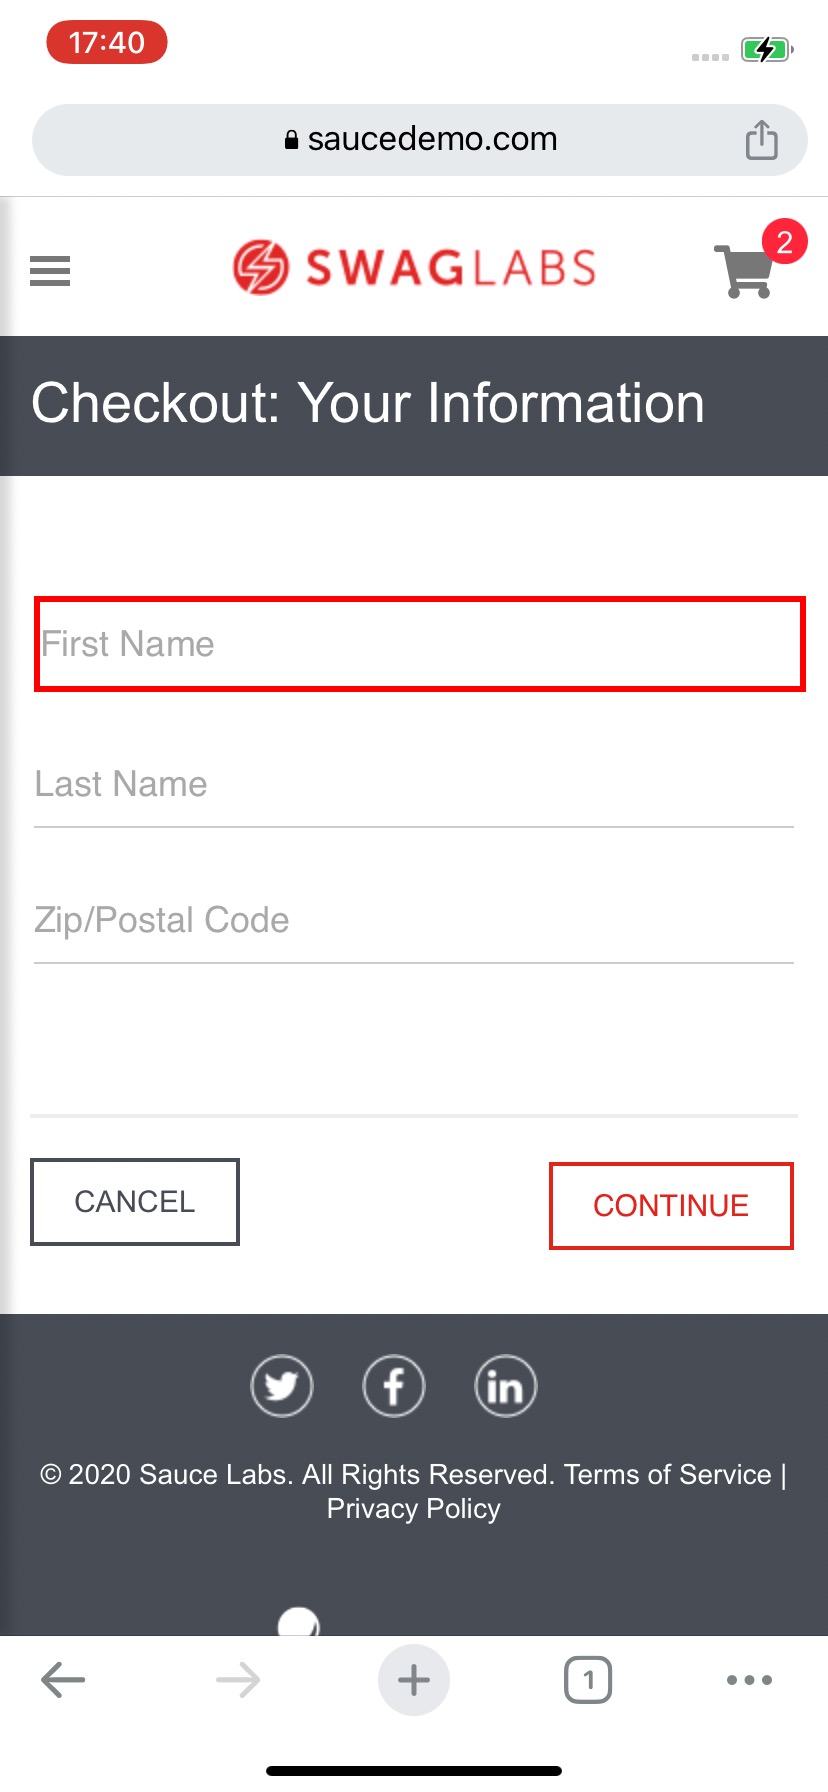 17:40
saucedemo.com
SWAGLABS
2
Checkout: Your Information
First Name
Last Name
Zip/Postal Code
CANCEL
CONTINUE
© 2020 Sauce Labs. All Rights Reserved. Terms of Service |
Privacy Policy
1